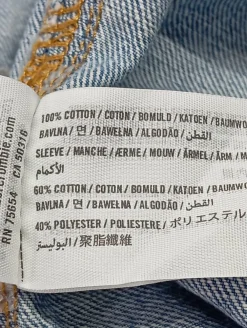 100% COTTON / COTON / BOMULD / KATOEN / BAUMWO
BAVLNA / 면 / BAWEŁNA / ALGODÃO / القطن
SLEEVE / MANCHE / ÆRME / MOUW / ÄRMEL / ÄRM / M
الأكمام
60% COTTON / COTON / BOMULD / KATOEN / BAUMWO
BAVLNA / 면 / BAWEŁNA / ALGODÃO / القطن
40% POLYESTER / POLIESTERE / ポリエステル
البوليستر / 聚脂纖維
crombie.com
RN 75654 CA 50316